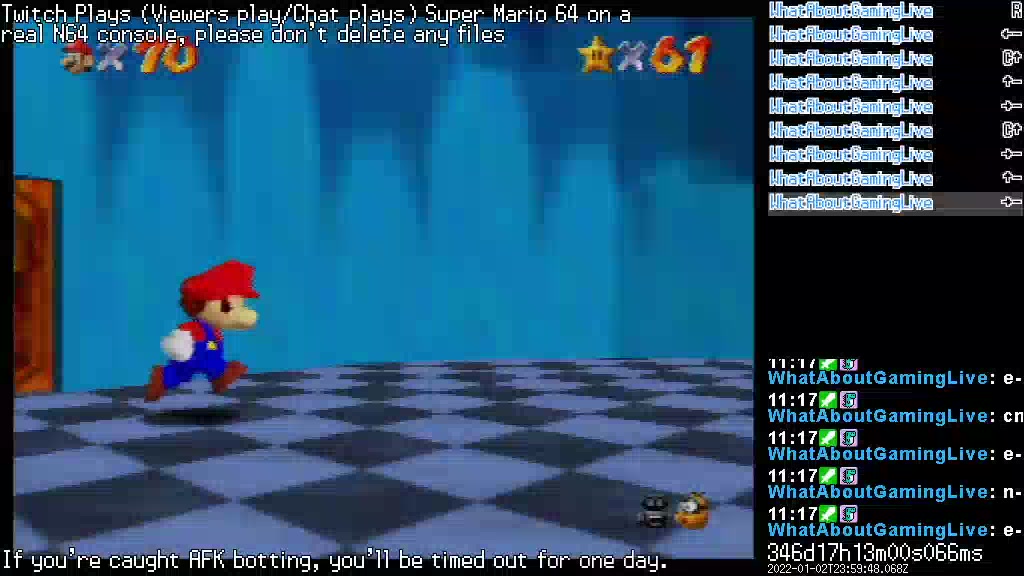 Twitch Plays (Viewers play/Chat plays) Super Mario 64 on a
real N64 console, please don't delete any files
×70
×61
WhatAboutGamingLive R
WhatAboutGamingLive ←
WhatAboutGamingLive C↑
WhatAboutGamingLive ↑
WhatAboutGamingLive →
WhatAboutGamingLive C↑
WhatAboutGamingLive →
WhatAboutGamingLive ↑
WhatAboutGamingLive →
11:17
WhatAboutGamingLive: e-
11:17
WhatAboutGamingLive: cn
11:17
WhatAboutGamingLive: e-
11:17
WhatAboutGamingLive: n-
11:17
WhatAboutGamingLive: e-
If you're caught AFK botting, you'll be timed out for one day.
346d17h13m00s066ms
2022-01-02T23:59:48.068Z